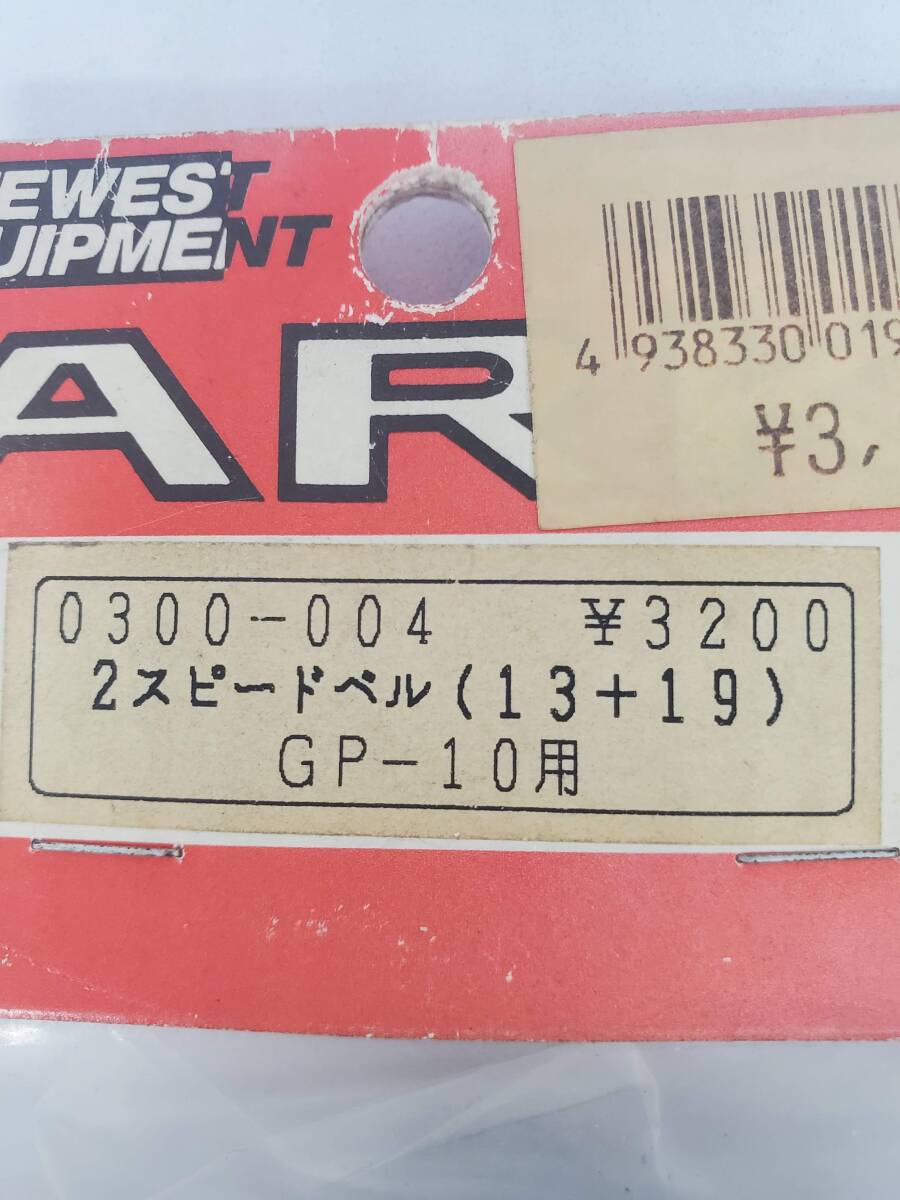 EWEST
UIPMENT
AR
4 938330 019
¥3,
0300-004 ¥3200
2スピードベル(13+19)
GP-10用